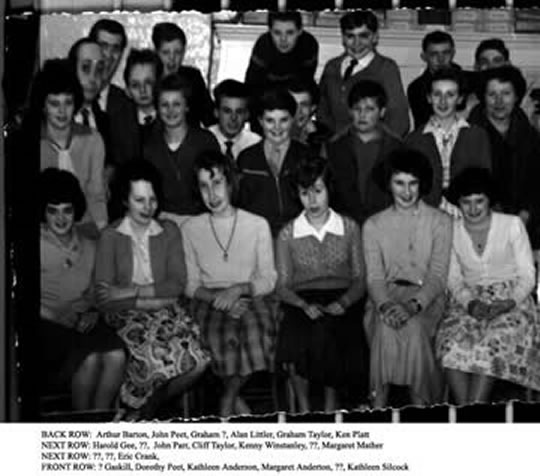 BACK ROW: Arthur Barton, John Peet, Graham ?, Alan Littler, Graham Taylor, Ken Platt
NEXT ROW: Harold Gee, ??, John Part, Cliff Taylor, Kenny Winstanley, ??, Margaret Mather
NEXT ROW: ??, ??, Eric Crank,
FRONT ROW: ? Gaskill, Dorothy Peet, Kathleen Anderson, Margaret Anderton, ??, Kathleen Silcock